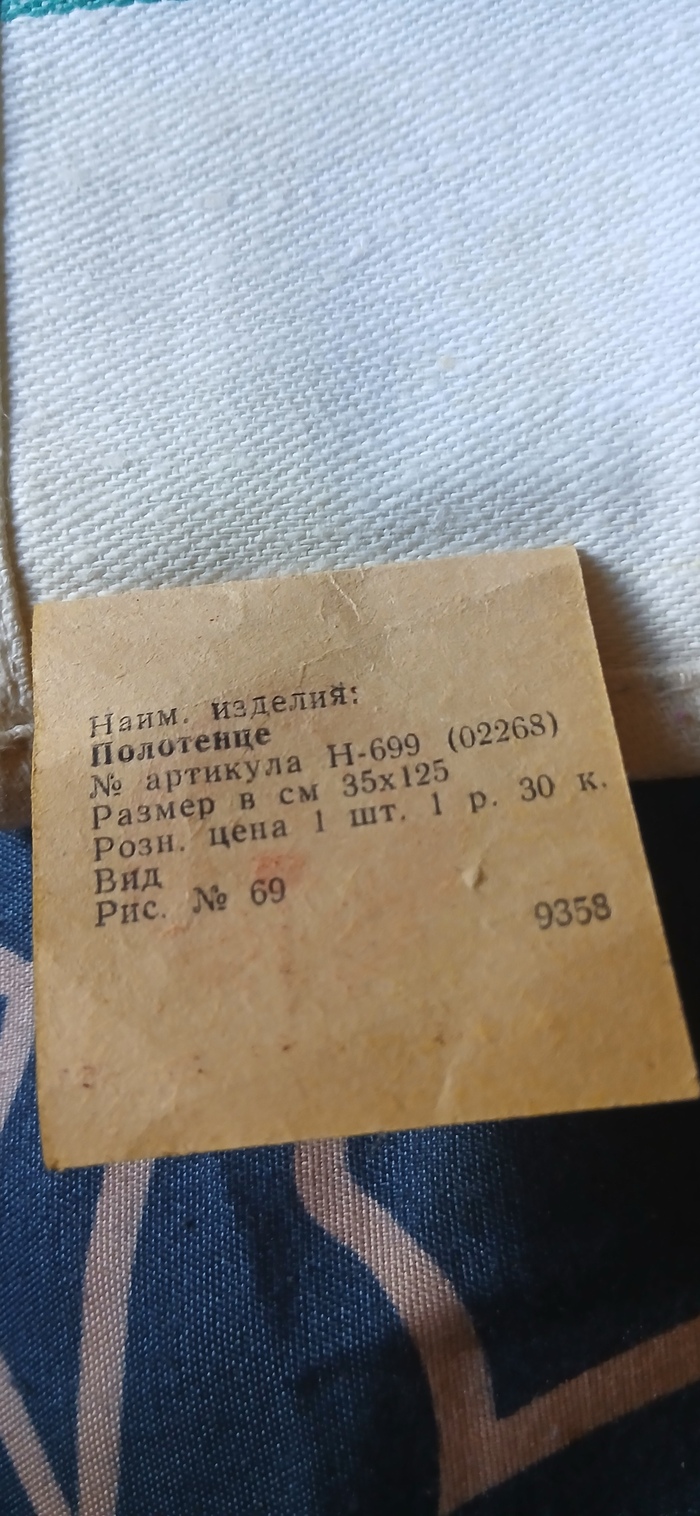 Наим. изделия:
Полотенце
№ артикула Н-699 (02268)
Размер в см 35х125
Розн. цена 1 шт. 1 р. 30 к.
Вид
Рис. № 69
9358